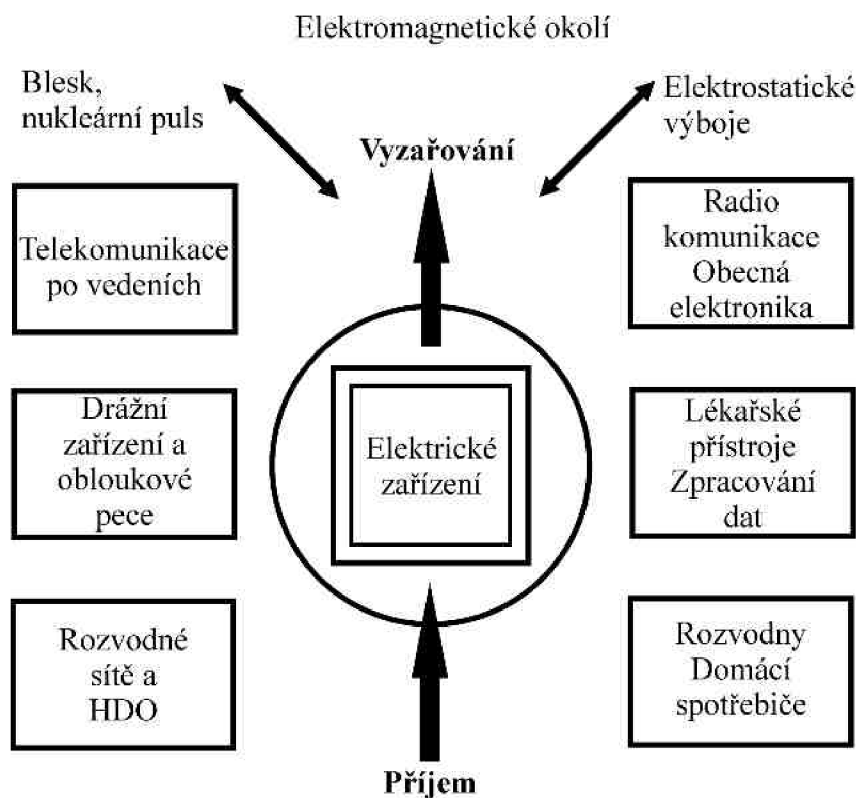 Elektromagnetické okolí
Blesk,
nukleární puls
Elektrostatické
výboje
Vyzařování
Telekomunikace
po vedeních
Radio
komunikace
Obecná
elektronika
Drážní
zařízení a
obloukové
pece
Elektrické
zařízení
Lékařské
přístroje
Zpracování
dat
Rozvodné
sítě a
HDO
Rozvodny
Domácí
spotřebiče
Příjem